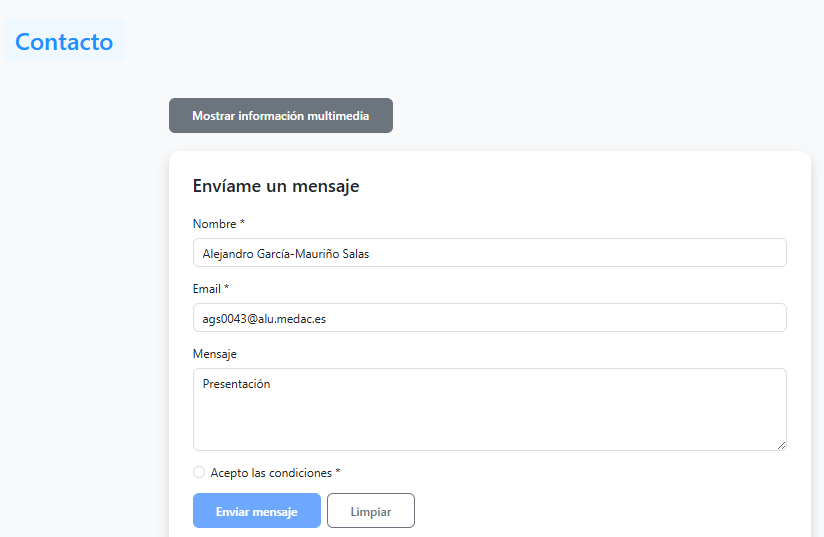 Contacto
Mostrar información multimedia
Envíame un mensaje
Nombre *
Alejandro García-Mauriño Salas
Email *
ags0043@alu.medac.es
Mensaje
Presentación
Acepto las condiciones *
Enviar mensaje
Limpiar